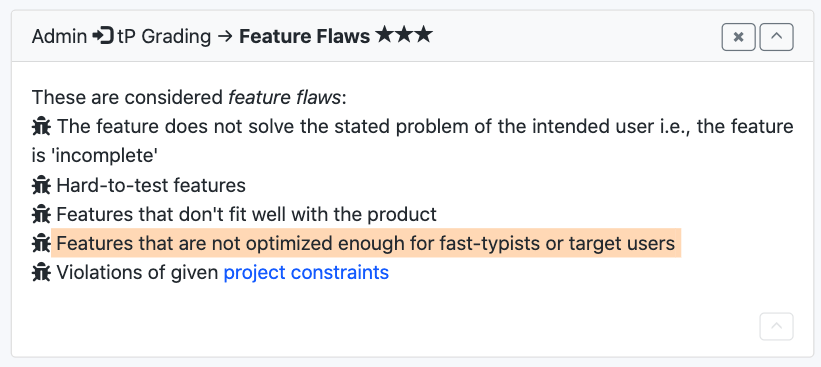 Admin tP Grading → Feature Flaws ★★★
These are considered feature flaws:
The feature does not solve the stated problem of the intended user i.e., the feature
is 'incomplete'
Hard-to-test features
Features that don't fit well with the product
Features that are not optimized enough for fast-typists or target users
Violations of given project constraints